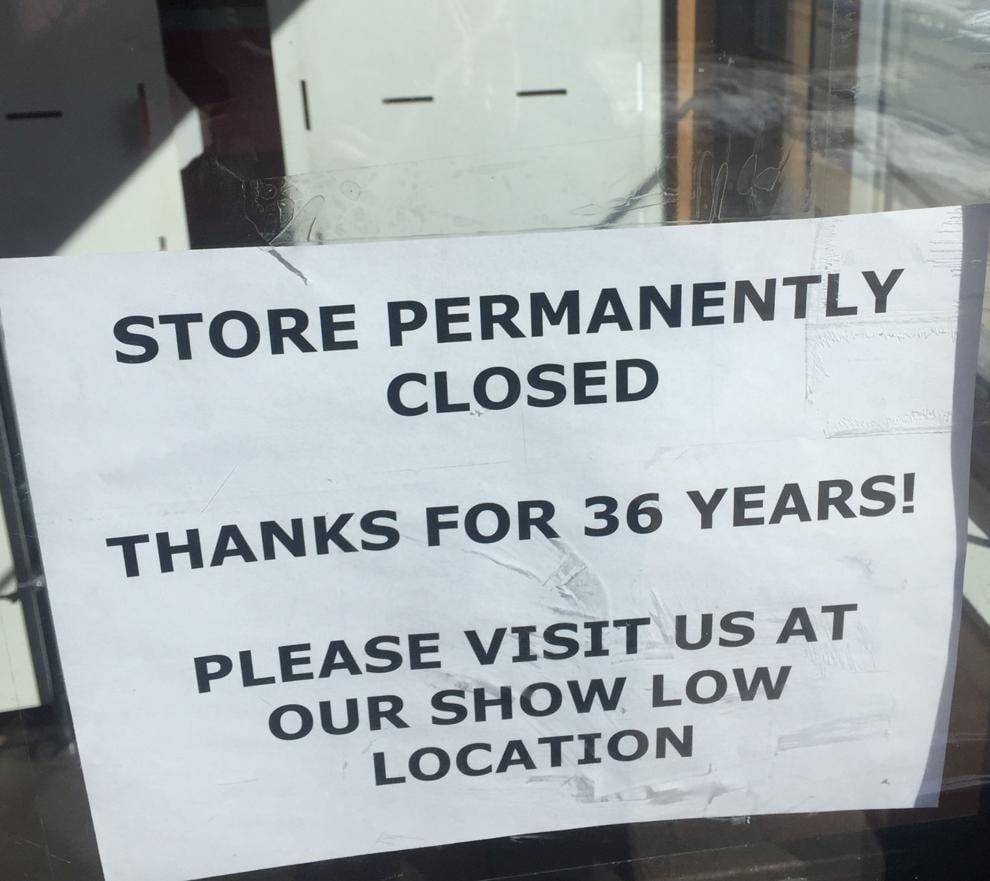 STORE PERMANENTLY
CLOSED
THANKS FOR 36 YEARS!
PLEASE VISIT US AT
OUR SHOW LOW
LOCATION